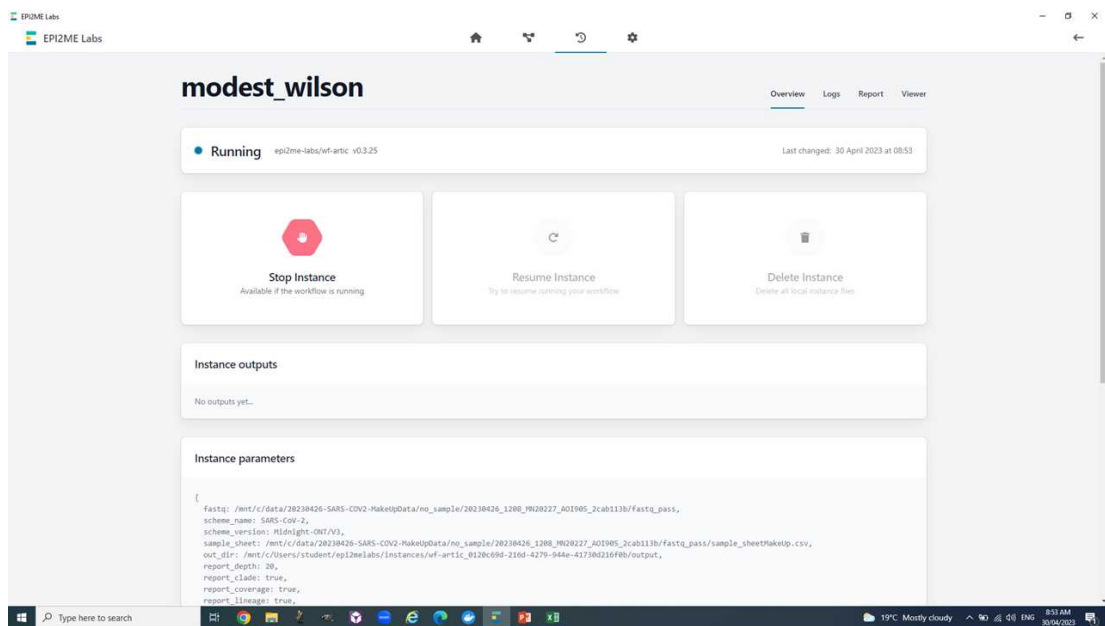 EPI2ME Labs
EPI2ME Labs
modest_wilson
Overview Logs Report Viewer
Running epi2me-labs/wf-artic v0.3.25 Last changed: 30 April 2023 at 08:53
Stop Instance
Available if the workflow is running
Resume Instance
Try to resume running your workflow
Delete Instance
Delete all local instance files
Instance outputs
No outputs yet...
Instance parameters
{
fastq: /mnt/c/data/20230426-SARS-COV2-MakeUpData/no_sample/20230426_1208_MN20227_AOI905_2cab113b/fastq_pass,
scheme_name: SARS-CoV-2,
scheme_version: Midnight-ONT/V3,
sample_sheet: /mnt/c/data/20230426-SARS-COV2-MakeUpData/no_sample/20230426_1208_MN20227_AOI905_2cab113b/fastq_pass/sample_sheetMakeUp.csv,
out_dir: /mnt/c/Users/student/epi2melabs/instances/wf-artic_0120c69d-216d-4279-944e-41730d216f0b/output,
report_depth: 20,
report_clade: true,
report_coverage: true,
report_lineage: true,
Type here to search 19°C Mostly cloudy ENG 8:53 AM
30/04/2023